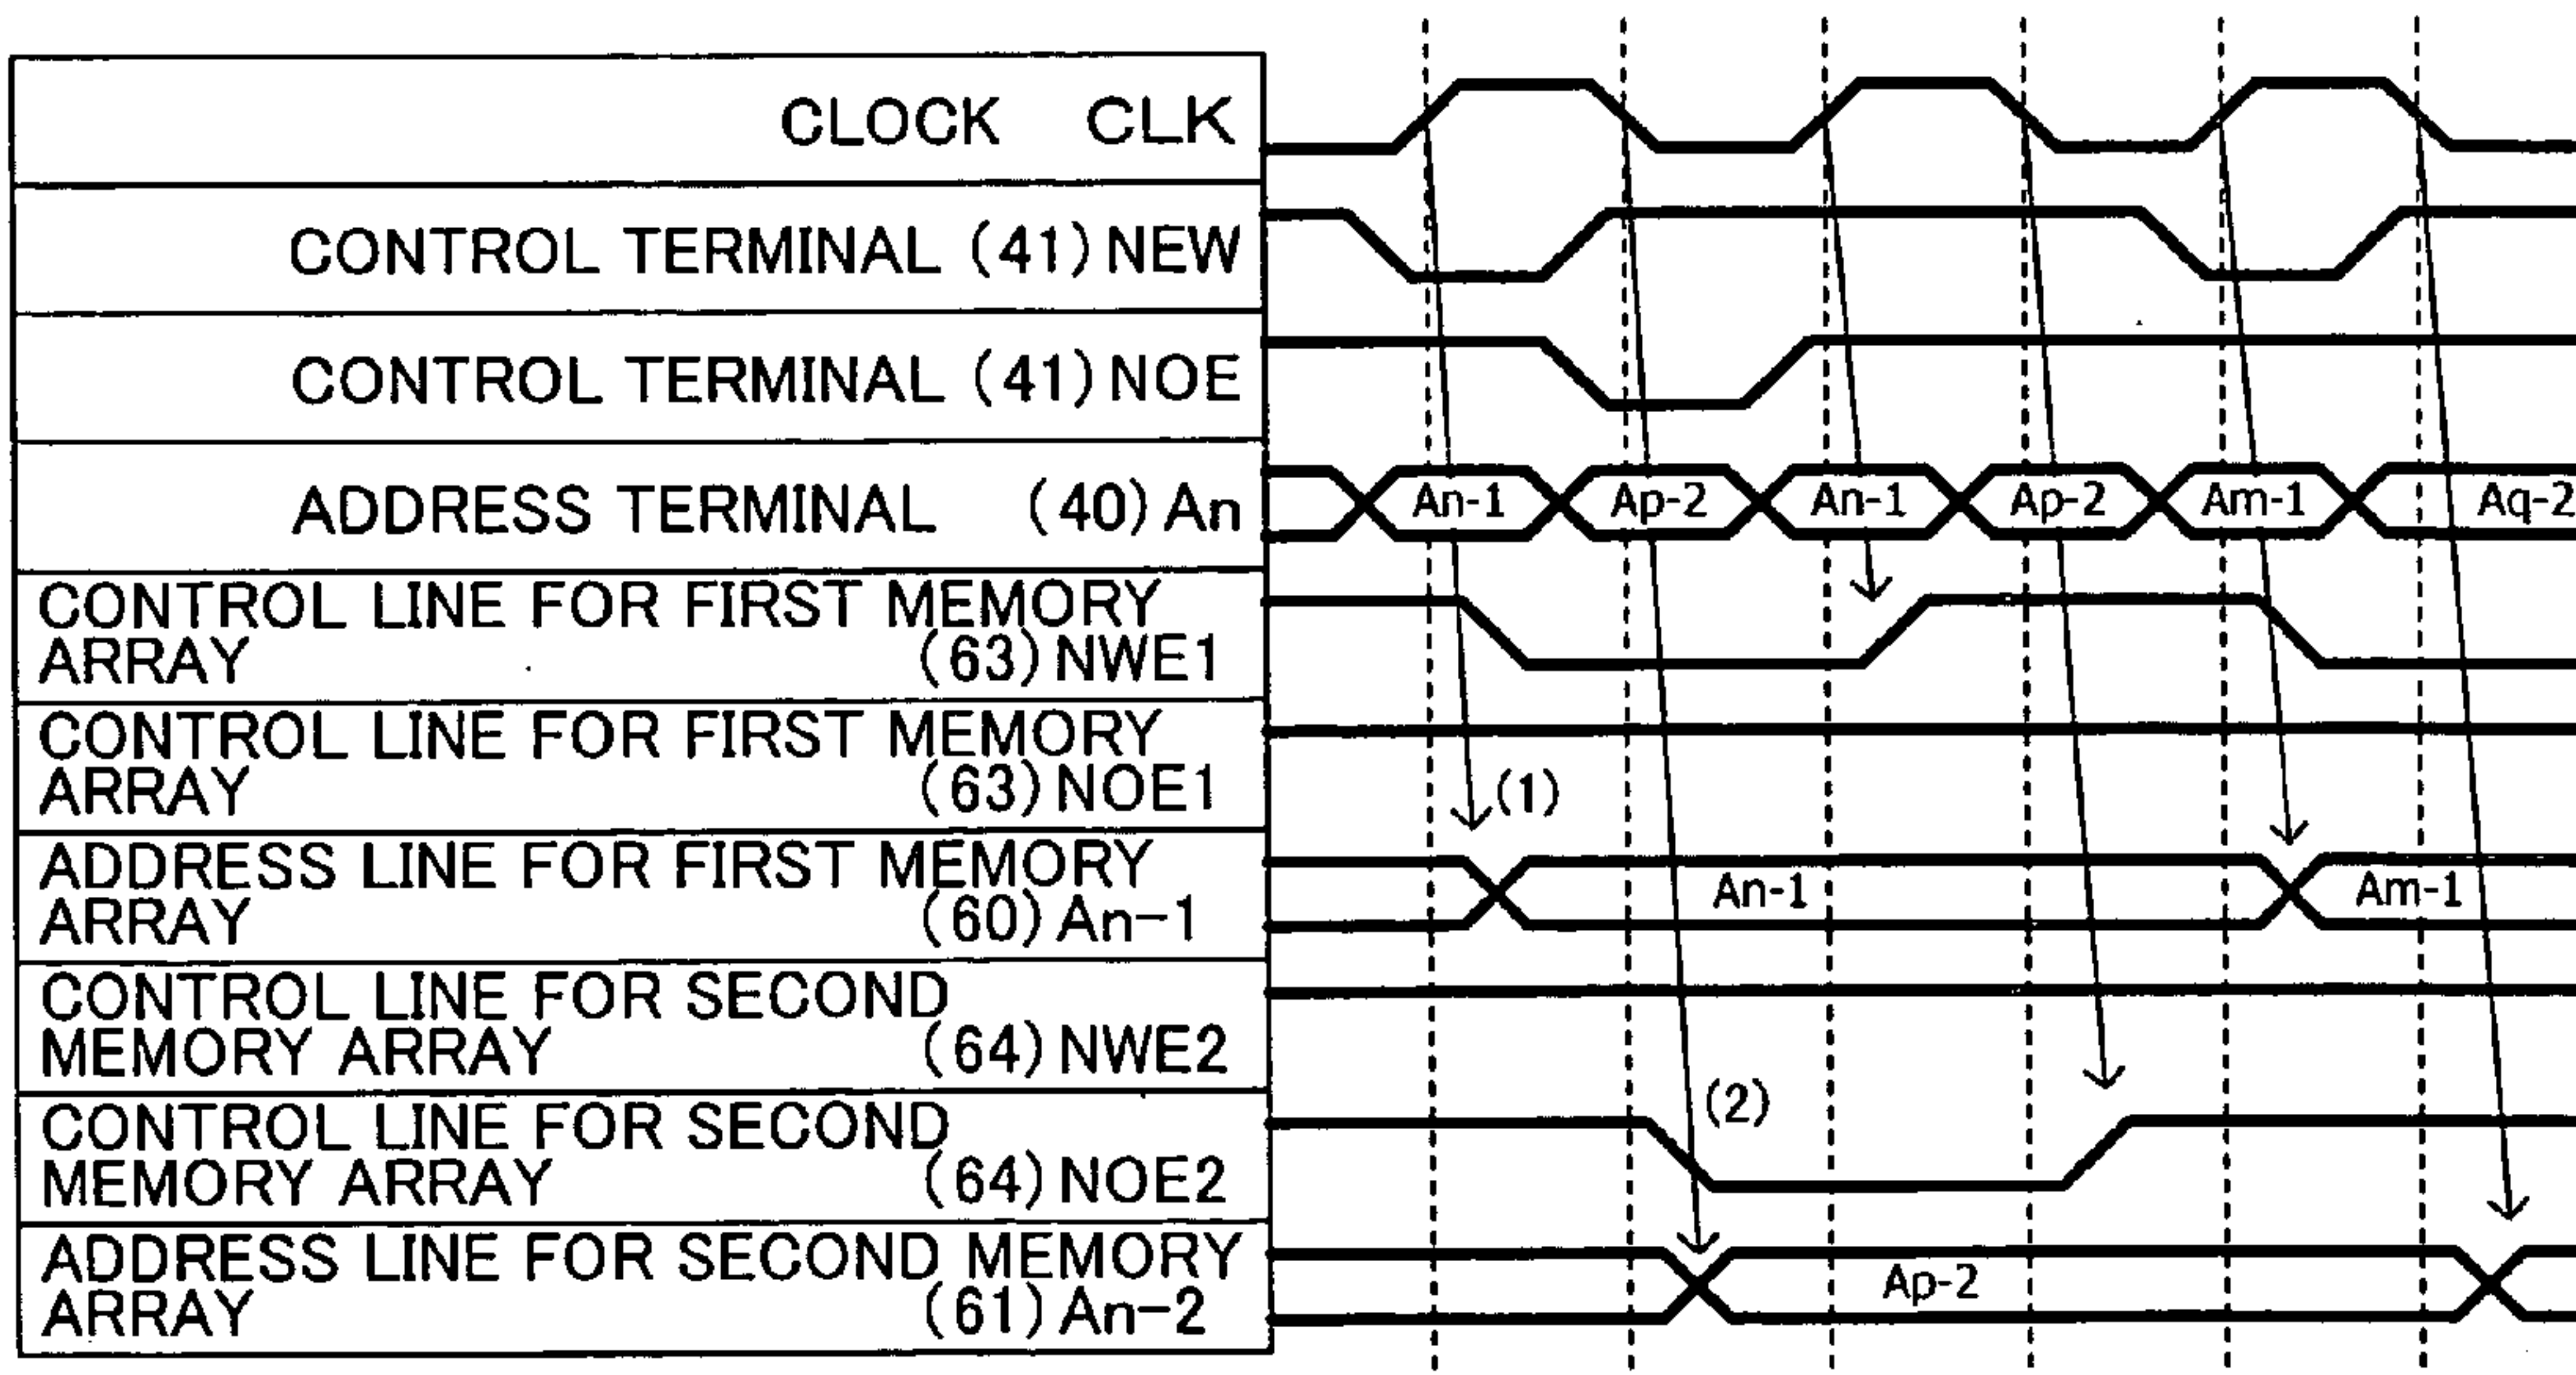 CLOCK CLK
CONTROL TERMINAL (41) NEW
CONTROL TERMINAL (41) NOE
ADDRESS TERMINAL (40) An
An-1 Ap-2 An-1 Ap-2 Am-1 Aq-2
CONTROL LINE FOR FIRST MEMORY
ARRAY (63) NWE1
CONTROL LINE FOR FIRST MEMORY
ARRAY (63) NOE1
(1)
ADDRESS LINE FOR FIRST MEMORY
ARRAY (60) An-1
An-1 Am-1
CONTROL LINE FOR SECOND
MEMORY ARRAY (64) NWE2
CONTROL LINE FOR SECOND
MEMORY ARRAY (64) NOE2
(2)
ADDRESS LINE FOR SECOND MEMORY
ARRAY (61) An-2
Ap-2